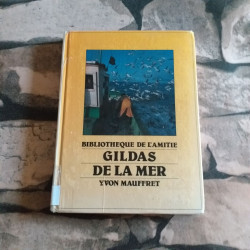 BIBLIOTHEQUE DE L'AMITIE
GILDAS
DE LA MER
YVON MAUFFRET